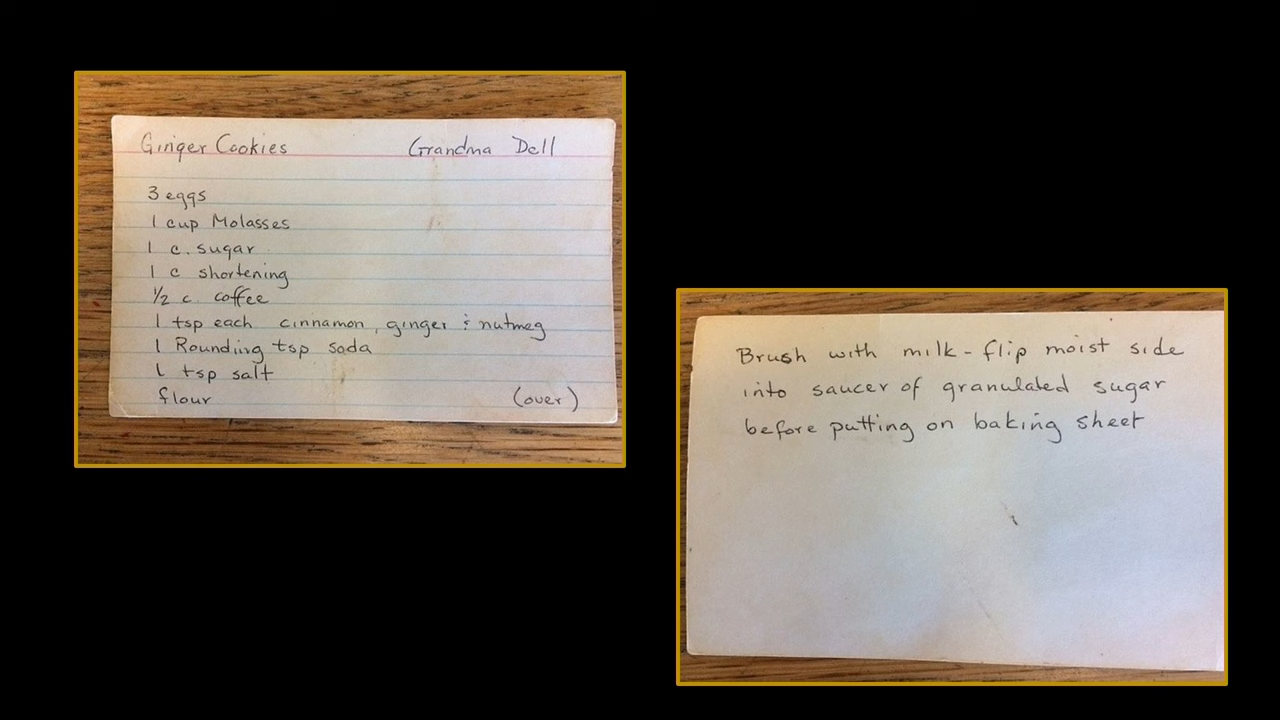 Ginger Cookies Grandma Dell
3 eggs
1 cup Molasses
1 c. sugar
1 c shortening
1/2 c. coffee
1 tsp each cinnamon, ginger & nutmeg
1 Rounding tsp soda
1 tsp salt
flour (over)
Brush with milk - flip moist side
into saucer of granulated sugar
before putting on baking sheet